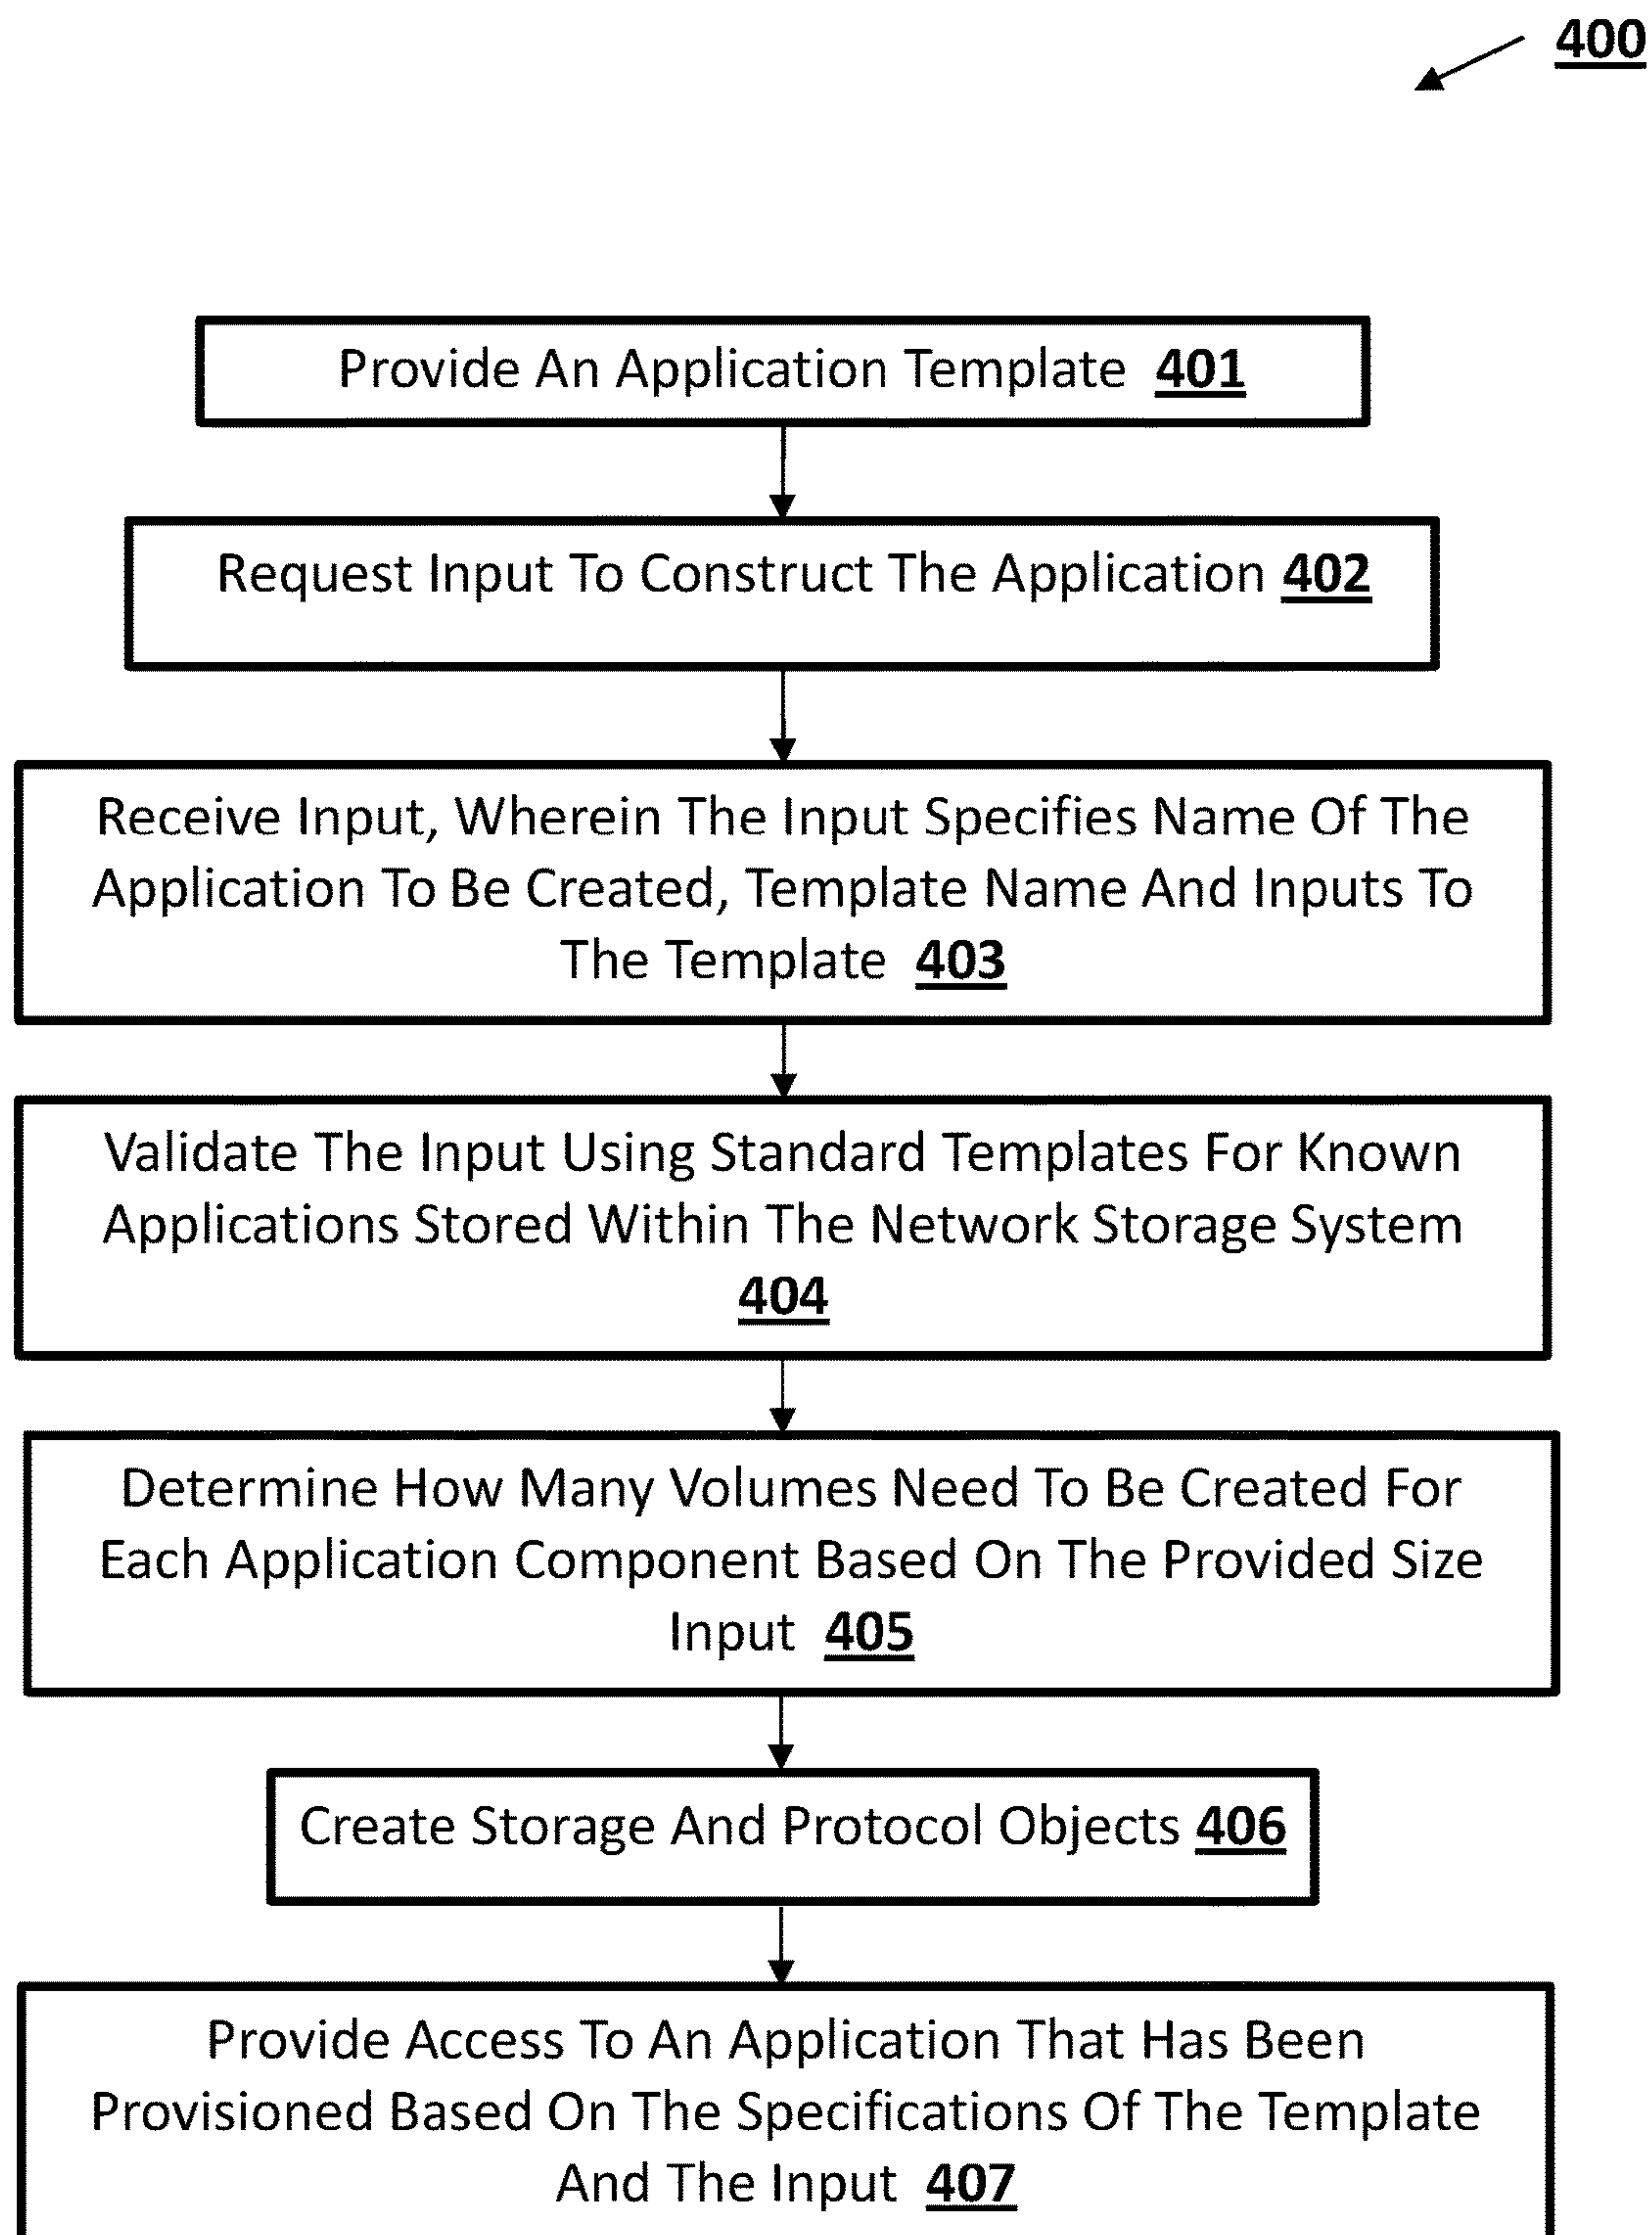 400
Provide An Application Template 401
Request Input To Construct The Application 402
Receive Input, Wherein The Input Specifies Name Of The
Application To Be Created, Template Name And Inputs To
The Template 403
Validate The Input Using Standard Templates For Known
Applications Stored Within The Network Storage System
404
Determine How Many Volumes Need To Be Created For
Each Application Component Based On The Provided Size
Input 405
Create Storage And Protocol Objects 406
Provide Access To An Application That Has Been
Provisioned Based On The Specifications Of The Template
And The Input 407